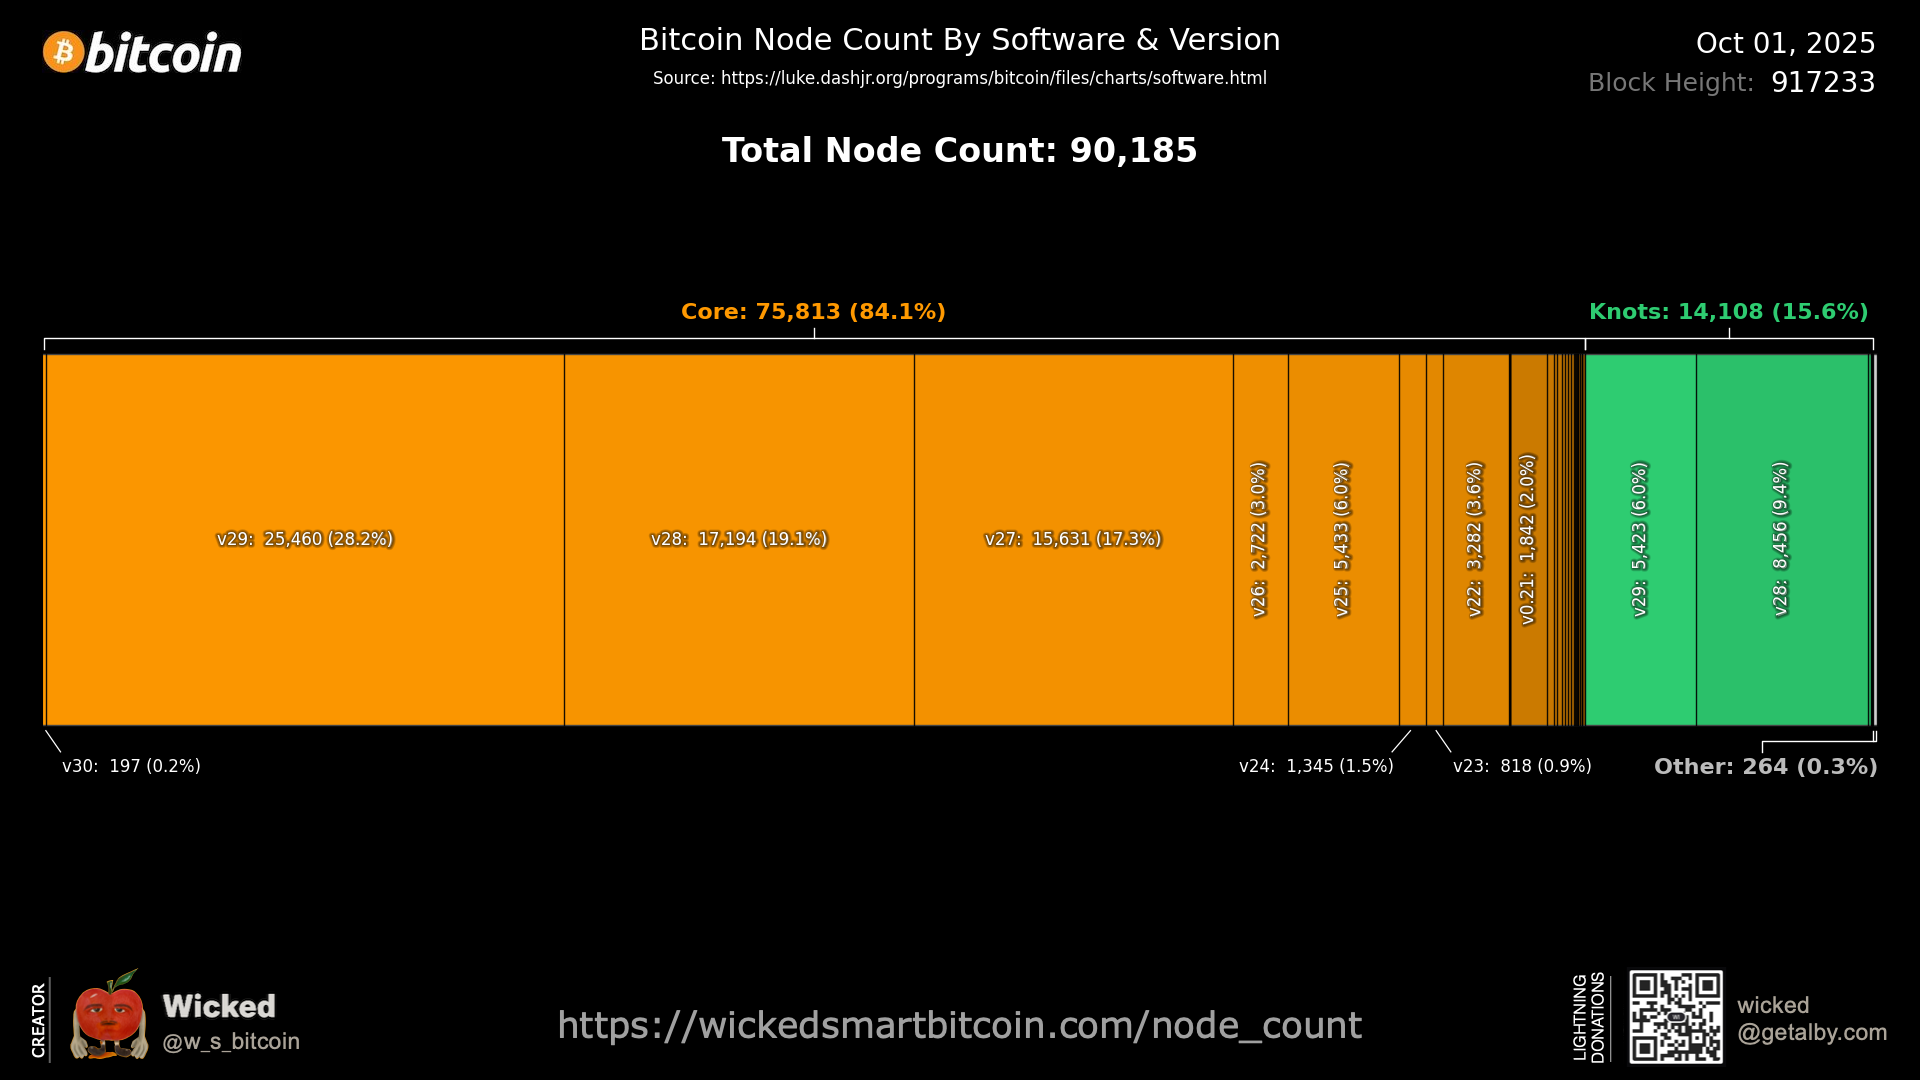 bitcoin
Bitcoin Node Count By Software & Version
Source: https://luke.dashjr.org/programs/bitcoin/files/charts/software.html
Oct 01, 2025
Block Height: 917233
Total Node Count: 90,185
Core: 75,813 (84.1%)
Knots: 14,108 (15.6%)
v29: 25,460 (28.2%)
v28: 17,194 (19.1%)
v27: 15,631 (17.3%)
v26: 2,722 (3.0%)
v25: 5,433 (6.0%)
v22: 3,282 (3.6%)
v0.21: 1,842 (2.0%)
v29: 5,423 (6.0%)
v28: 8,456 (9.4%)
v30: 197 (0.2%)
v24: 1,345 (1.5%)
v23: 818 (0.9%)
Other: 264 (0.3%)
CREATOR
Wicked
@w_s_bitcoin
https://wickedsmartbitcoin.com/node_count
LIGHTNING
DONATIONS
wicked
@getalby.com